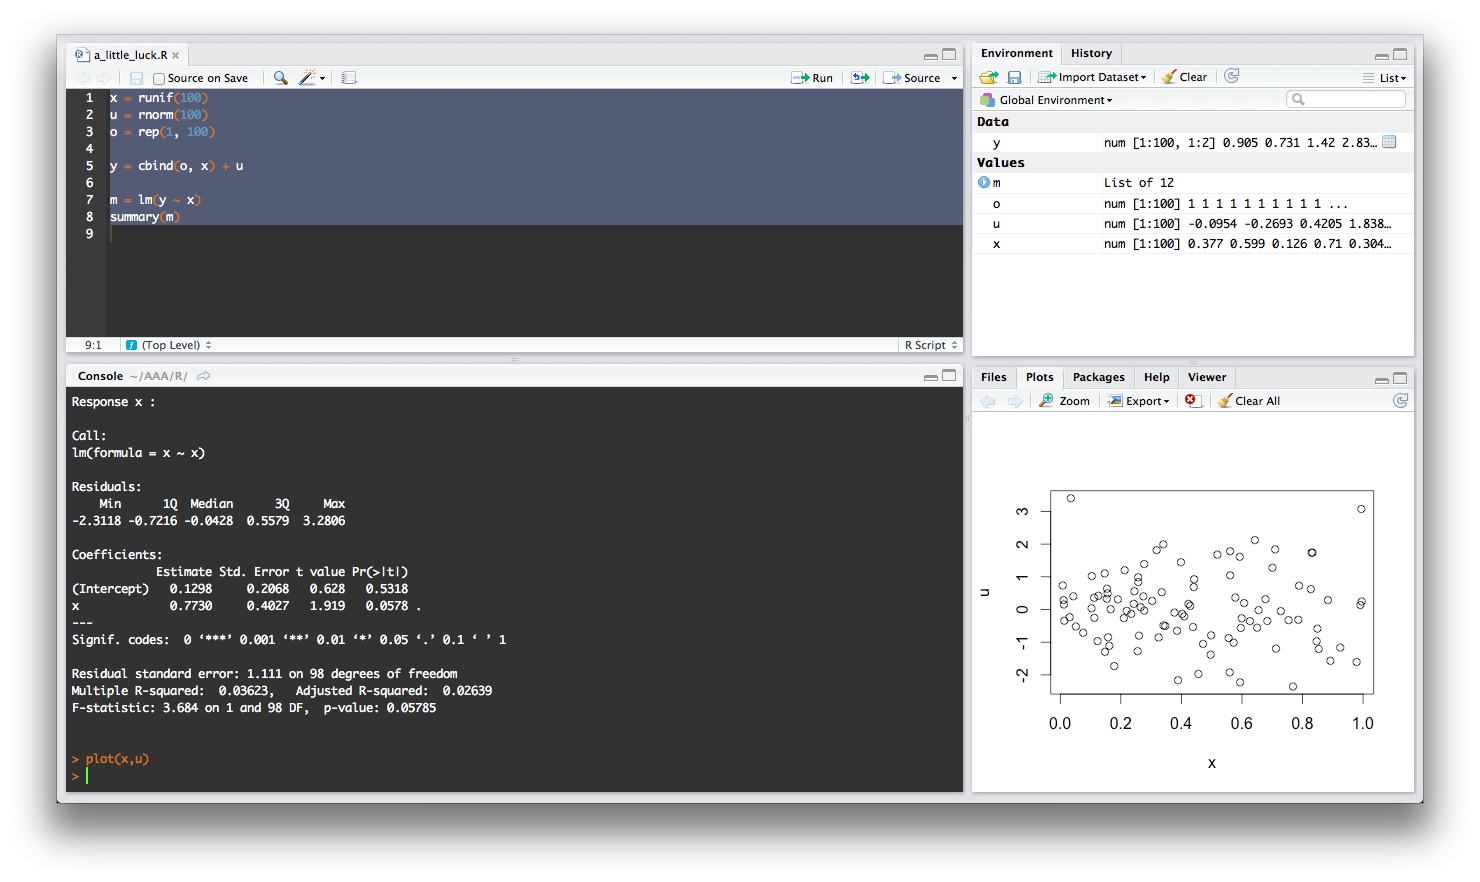 a_little_luck.R
Source on Save
Run
Source
1 x = runif(100)
2 u = rnorm(100)
3 o = rep(1, 100)
4
5 y = cbind(o, x) + u
6
7 m = lm(y ~ x)
8 summary(m)
9
9:1 (Top Level) R Script
Console ~/AAA/R/
Response x :
Call:
lm(formula = x ~ x)
Residuals:
Min 1Q Median 3Q Max
-2.3118 -0.7216 -0.0428 0.5579 3.2806
Coefficients:
Estimate Std. Error t value Pr(>|t|)
(Intercept) 0.1298 0.2068 0.628 0.5318
x 0.7730 0.4027 1.919 0.0578 .
---
Signif. codes: 0 ‘***’ 0.001 ‘**’ 0.01 ‘*’ 0.05 ‘.’ 0.1 ‘ ’ 1
Residual standard error: 1.111 on 98 degrees of freedom
Multiple R-squared: 0.03623, Adjusted R-squared: 0.02639
F-statistic: 3.684 on 1 and 98 DF, p-value: 0.05785
> plot(x,u)
>
Environment History
Import Dataset Clear List
Global Environment
Data
y num [1:100, 1:2] 0.905 0.731 1.42 2.83…
Values
m List of 12
o num [1:100] 1 1 1 1 1 1 1 1 1 1 ...
u num [1:100] -0.0954 -0.2693 0.4205 1.838…
x num [1:100] 0.377 0.599 0.126 0.71 0.304…
Files Plots Packages Help Viewer
Zoom Export Clear All
3
2
1
0
-1
-2
u
0.0 0.2 0.4 0.6 0.8 1.0
x